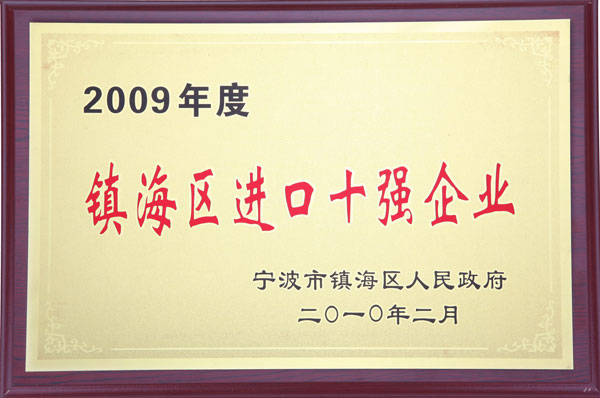 2009年度
镇海区进口十强企业
宁波市镇海区人民政府
二〇一〇年二月